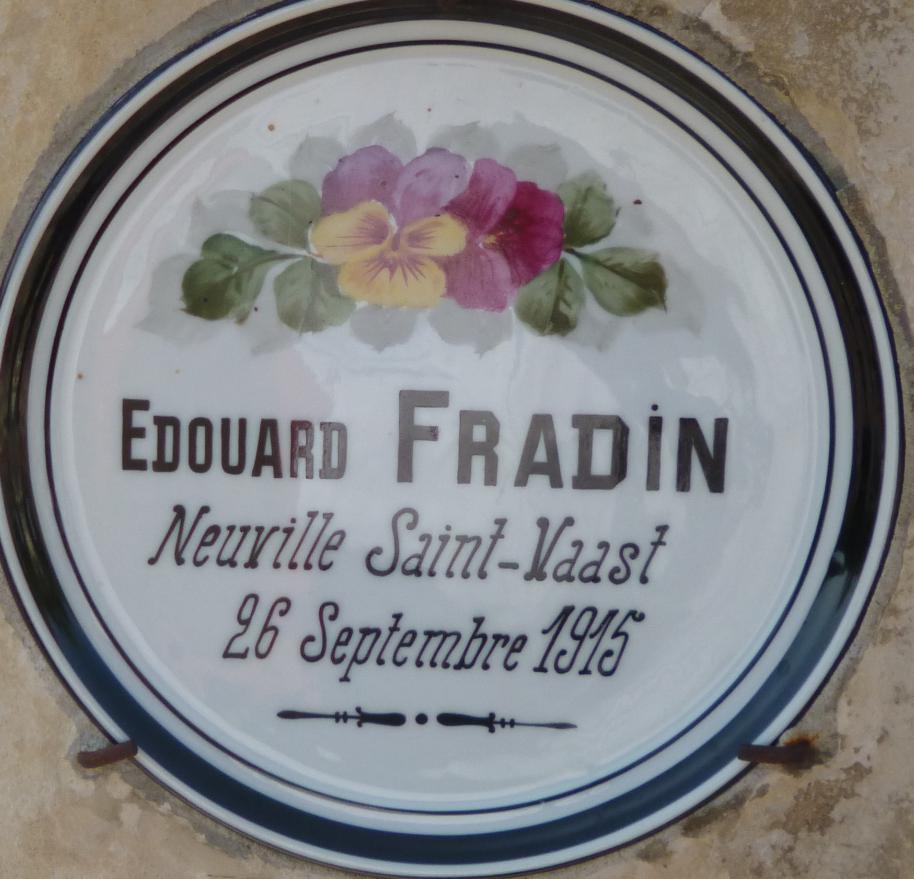 EDOUARD FRADIN
Neuville Saint-Vaast
26 Septembre 1915